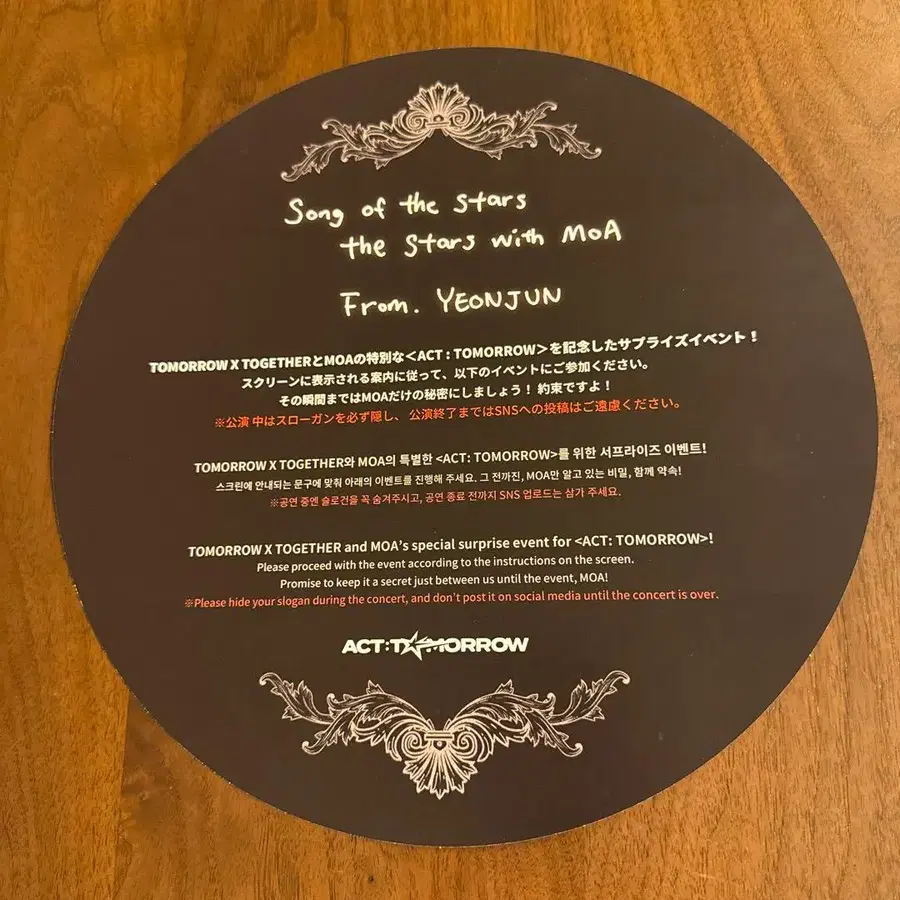 Song of the stars
the stars with MOA
From. YEONJUN
TOMORROW X TOGETHERとMOAの特別な＜ACT : TOMORROW＞を記念したサプライズイベント！
スクリーンに表示される案内に従って、以下のイベントにご参加ください。
その瞬間まではMOAだけの秘密にしましょう！ 約束ですよ！
※公演 中はスローガンを必ず隠し、 公演終了まではSNSへの投稿はご遠慮ください。
TOMORROW X TOGETHER와 MOA의 특별한 <ACT: TOMORROW>를 위한 서프라이즈 이벤트!
스크린에 안내되는 문구에 맞춰 아래의 이벤트를 진행해 주세요. 그 전까진, MOA만 알고 있는 비밀, 함께 약속!
※공연 중엔 슬로건을 꼭 숨겨주시고, 공연 종료 전까지 SNS 업로드는 삼가 주세요.
TOMORROW X TOGETHER and MOA's special surprise event for <ACT: TOMORROW>!
Please proceed with the event according to the instructions on the screen.
Promise to keep it a secret just between us until the event, MOA!
※Please hide your slogan during the concert, and don't post it on social media until the concert is over.
ACT:TOMORROW